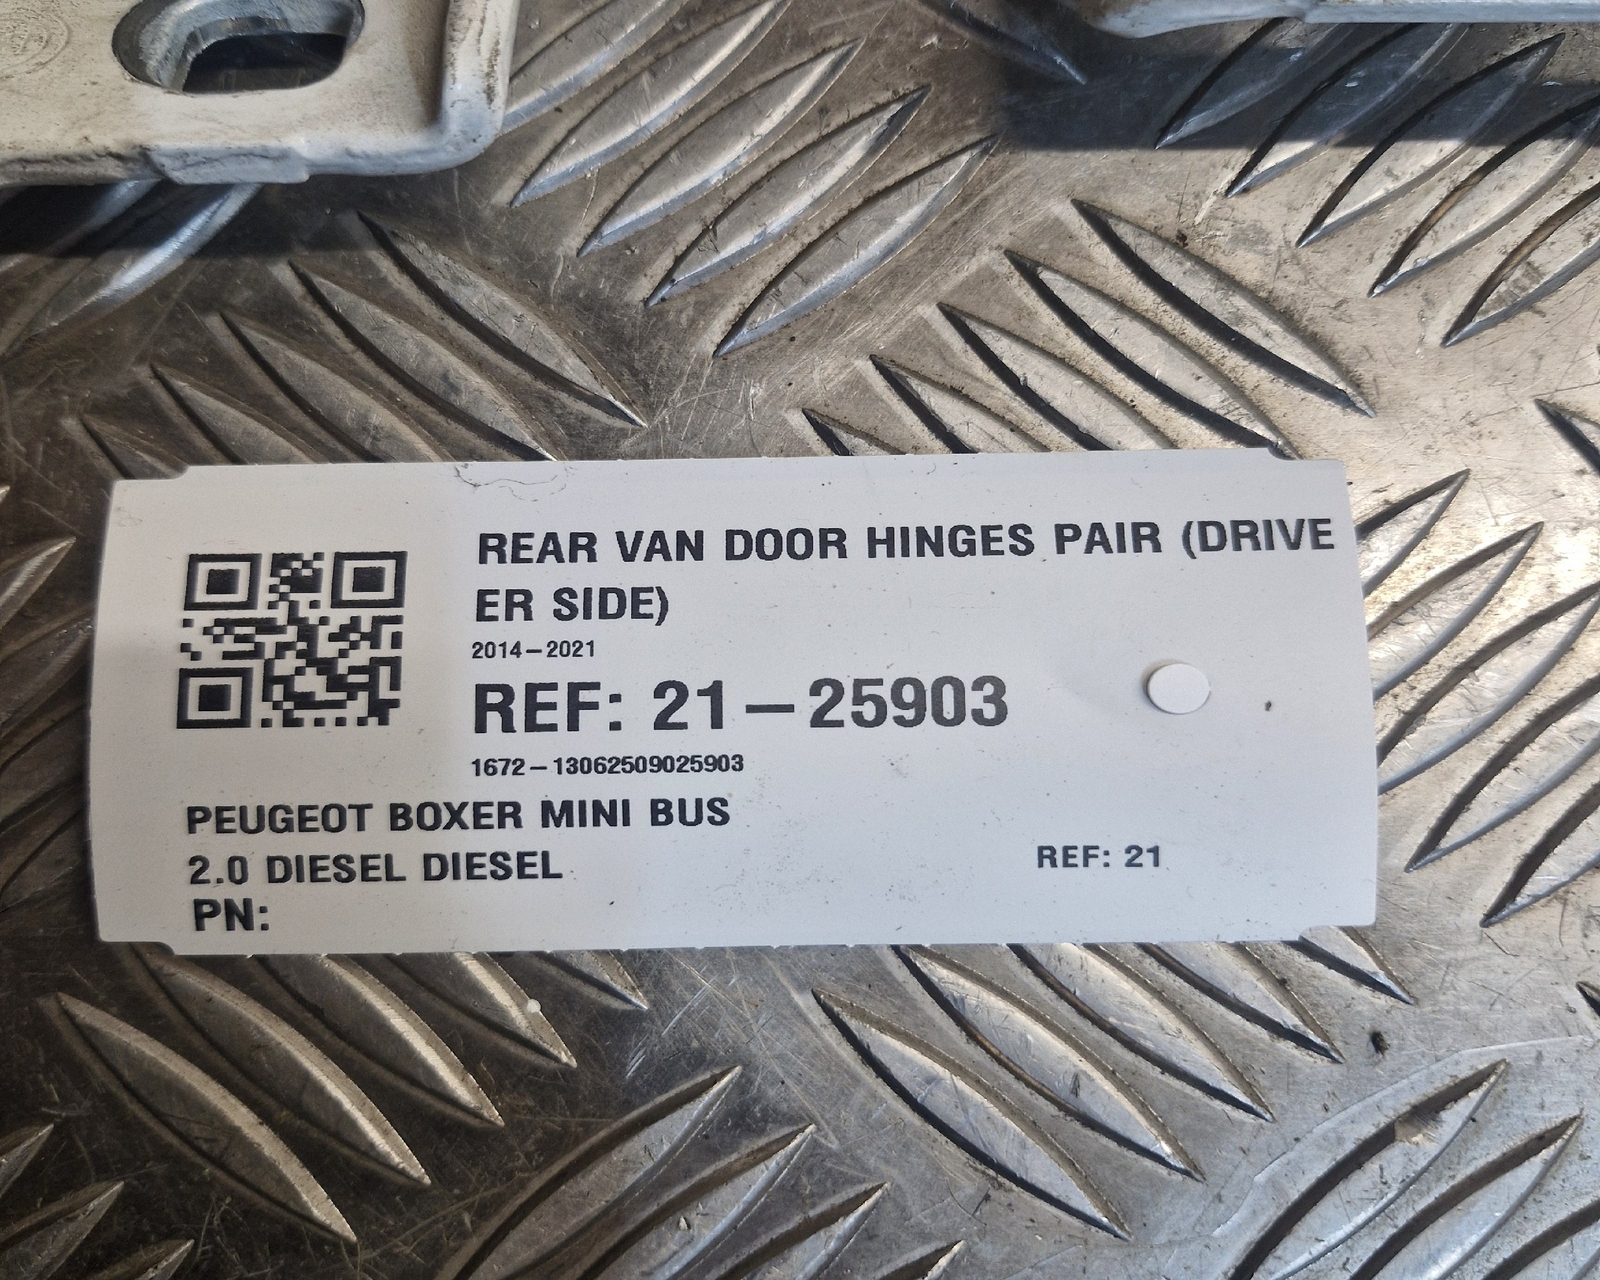 REAR VAN DOOR HINGES PAIR (DRIVE
ER SIDE)
2014-2021
REF: 21-25903
1672-13062509025903
PEUGEOT BOXER MINI BUS
2.0 DIESEL DIESEL
REF: 21
PN: